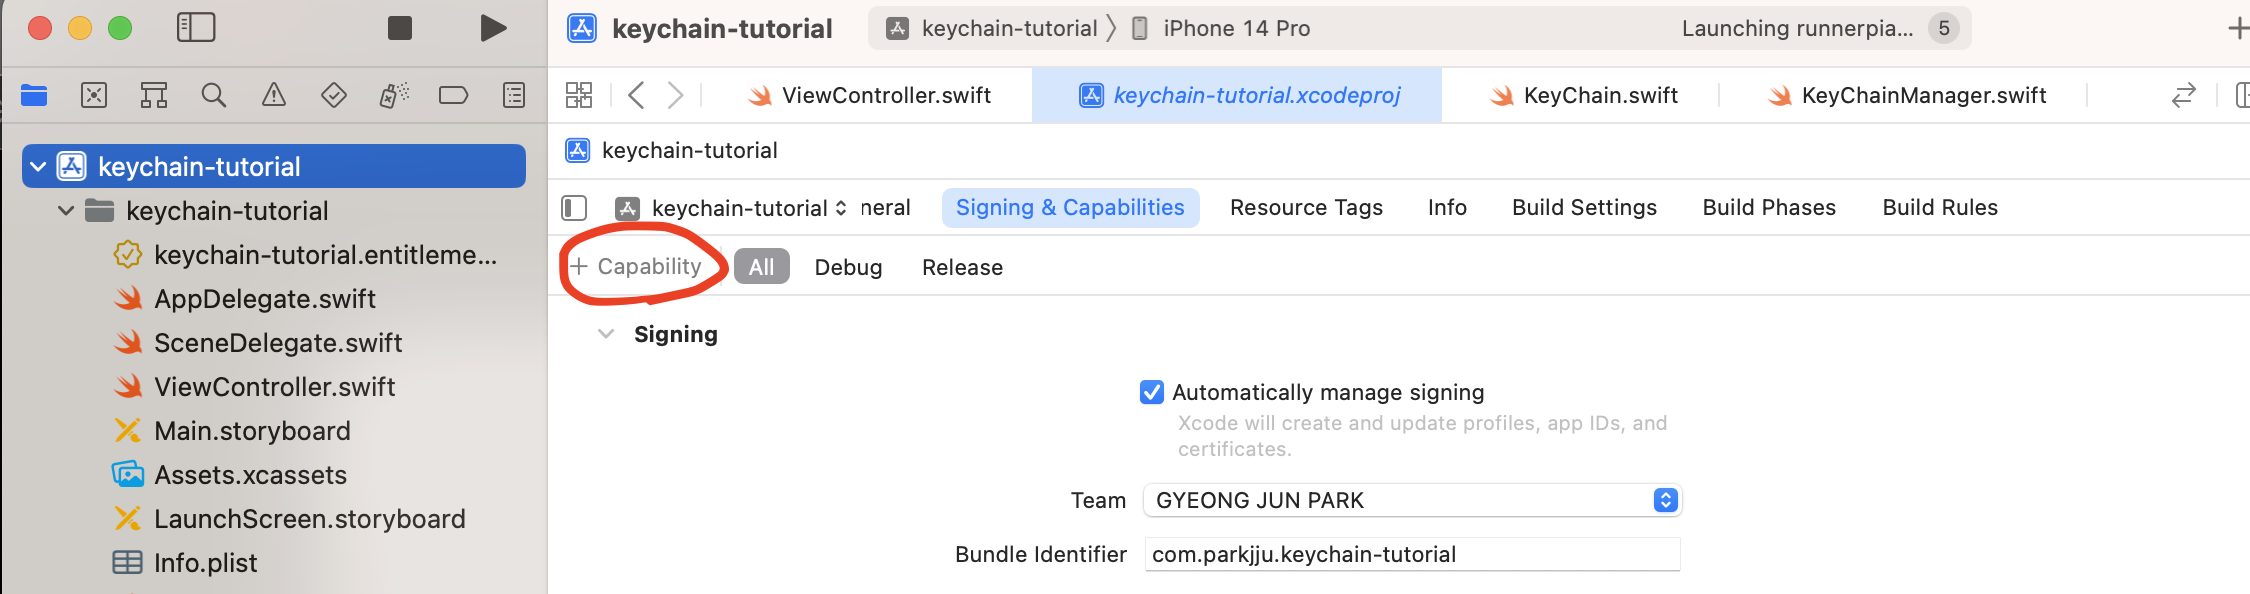 keychain-tutorial
keychain-tutorial
iPhone 14 Pro
Launching runnerpia...
5
ViewController.swift
keychain-tutorial.xcodeproj
KeyChain.swift
KeyChainManager.swift
keychain-tutorial
keychain-tutorial
keychain-tutorial
keychain-tutorial.entitleme...
AppDelegate.swift
SceneDelegate.swift
ViewController.swift
Main.storyboard
Assets.xcassets
LaunchScreen.storyboard
Info.plist
keychain-tutorial
neral
Signing & Capabilities
Resource Tags
Info
Build Settings
Build Phases
Build Rules
+ Capability
All
Debug
Release
Signing
Automatically manage signing
Xcode will create and update profiles, app IDs, and
certificates.
Team
GYEONG JUN PARK
Bundle Identifier
com.parkjju.keychain-tutorial